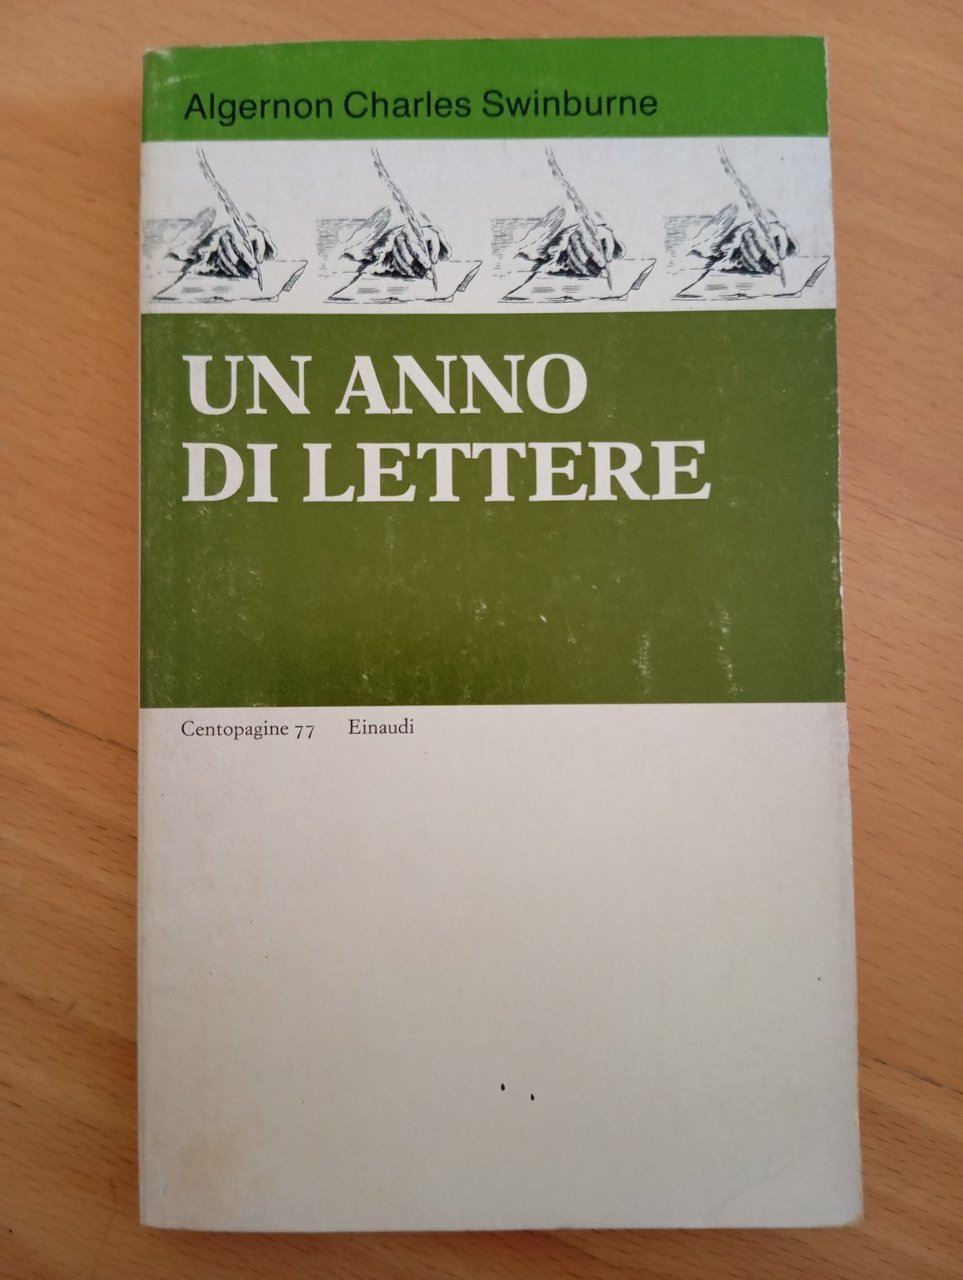 Algernon Charles Swinburne
UN ANNO
DI LETTERE
Centopagine 77 Einaudi